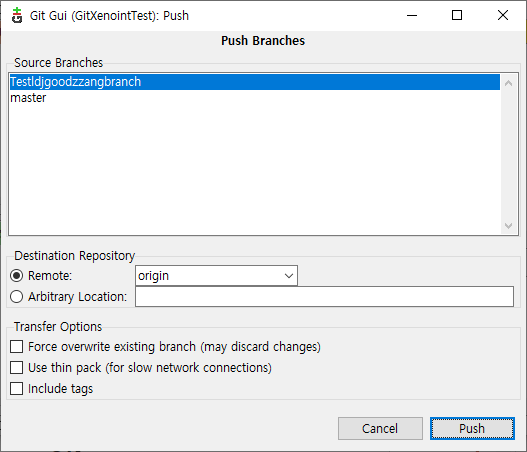 Git Gui (GitXenointTest): Push
Push Branches
Source Branches
Testldjgoodzzangbranch
master
Destination Repository
Remote: origin
Arbitrary Location:
Transfer Options
Force overwrite existing branch (may discard changes)
Use thin pack (for slow network connections)
Include tags
Cancel Push